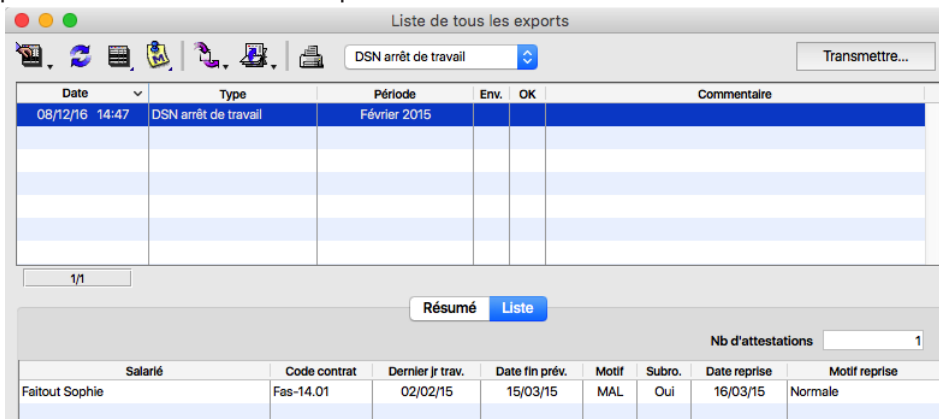 Liste de tous les exports
DSN arrêt de travail
Transmettre...
Date Type Période Env. OK Commentaire
08/12/16 14:47 DSN arrêt de travail Février 2015
1/1
Résumé Liste
Nb d'attestations 1
Salarié Code contrat Dernier jr trav. Date fin prév. Motif Subro. Date reprise Motif reprise
Faitout Sophie Fas-14.01 02/02/15 15/03/15 MAL Oui 16/03/15 Normale